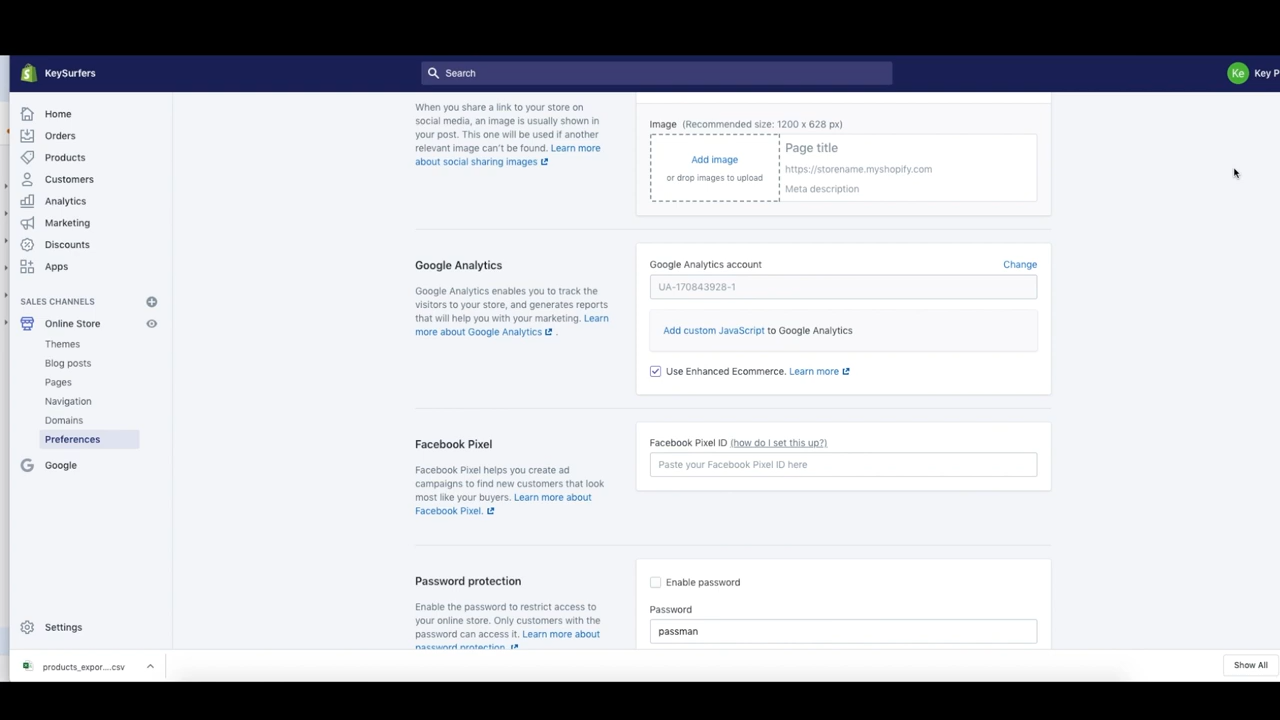 KeySurfers
Search
Ke
Key P
Home
Orders
Products
Customers
Analytics
Marketing
Discounts
Apps
SALES CHANNELS
Online Store
Themes
Blog posts
Pages
Navigation
Domains
Preferences
Google
Settings
When you share a link to your store on
social media, an image is usually shown in
your post. This one will be used if another
relevant image can't be found. Learn more
about social sharing images
Image (Recommended size: 1200 x 628 px)
Add image
or drop images to upload
Page title
https://storename.myshopify.com
Meta description
Google Analytics
Google Analytics enables you to track the
visitors to your store, and generates reports
that will help you with your marketing. Learn
more about Google Analytics .
Google Analytics account
Change
UA-170843928-1
Add custom JavaScript to Google Analytics
Use Enhanced Ecommerce. Learn more
Facebook Pixel
Facebook Pixel helps you create ad
campaigns to find new customers that look
most like your buyers. Learn more about
Facebook Pixel.
Facebook Pixel ID (how do I set this up?)
Paste your Facebook Pixel ID here
Password protection
Enable the password to restrict access to
your online store. Only customers with the
password can access it. Learn more about
password protection.
Enable password
Password
passman
products_expor....csv
Show All